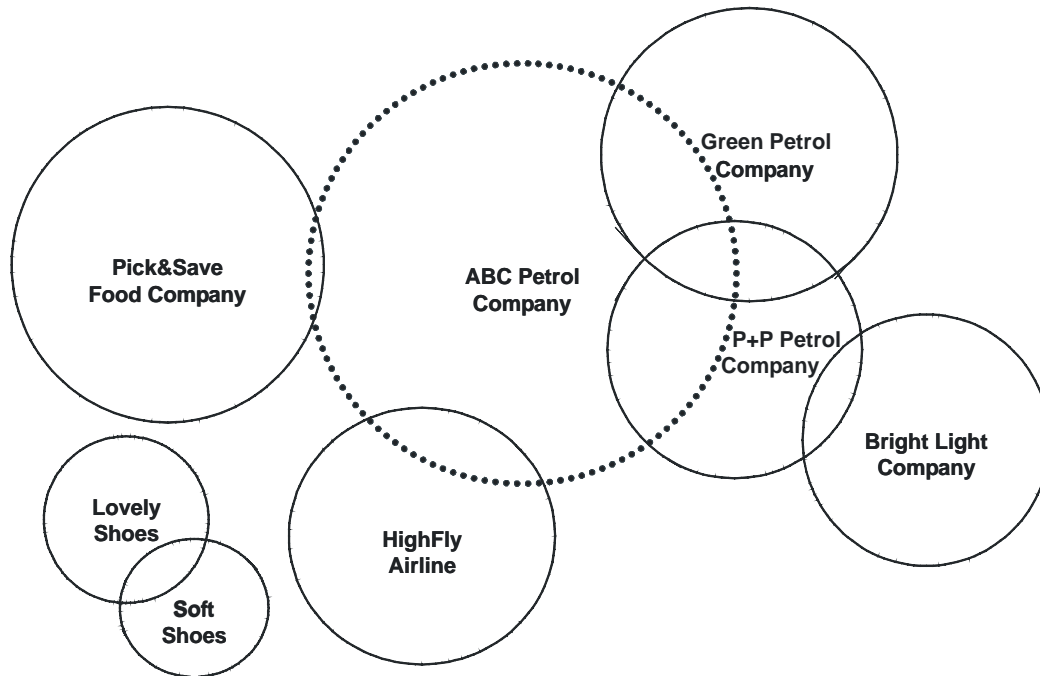 Green Petrol
Company
Pick&Save
Food Company
ABC Petrol
Company
P+P Petrol
Company
Bright Light
Company
Lovely
Shoes
HighFly
Airline
Soft
Shoes